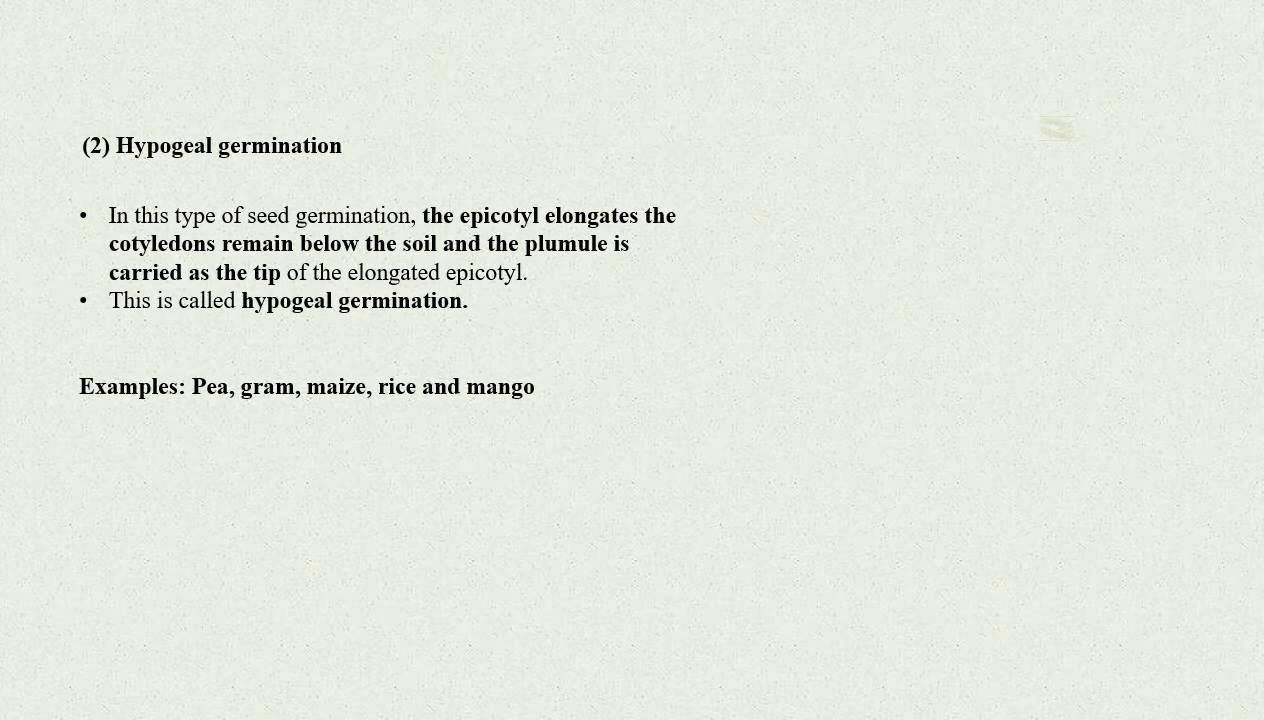 (2) Hypogeal germination
• In this type of seed germination, the epicotyl elongates the
cotyledons remain below the soil and the plumule is
carried as the tip of the elongated epicotyl.
• This is called hypogeal germination.
Examples: Pea, gram, maize, rice and mango